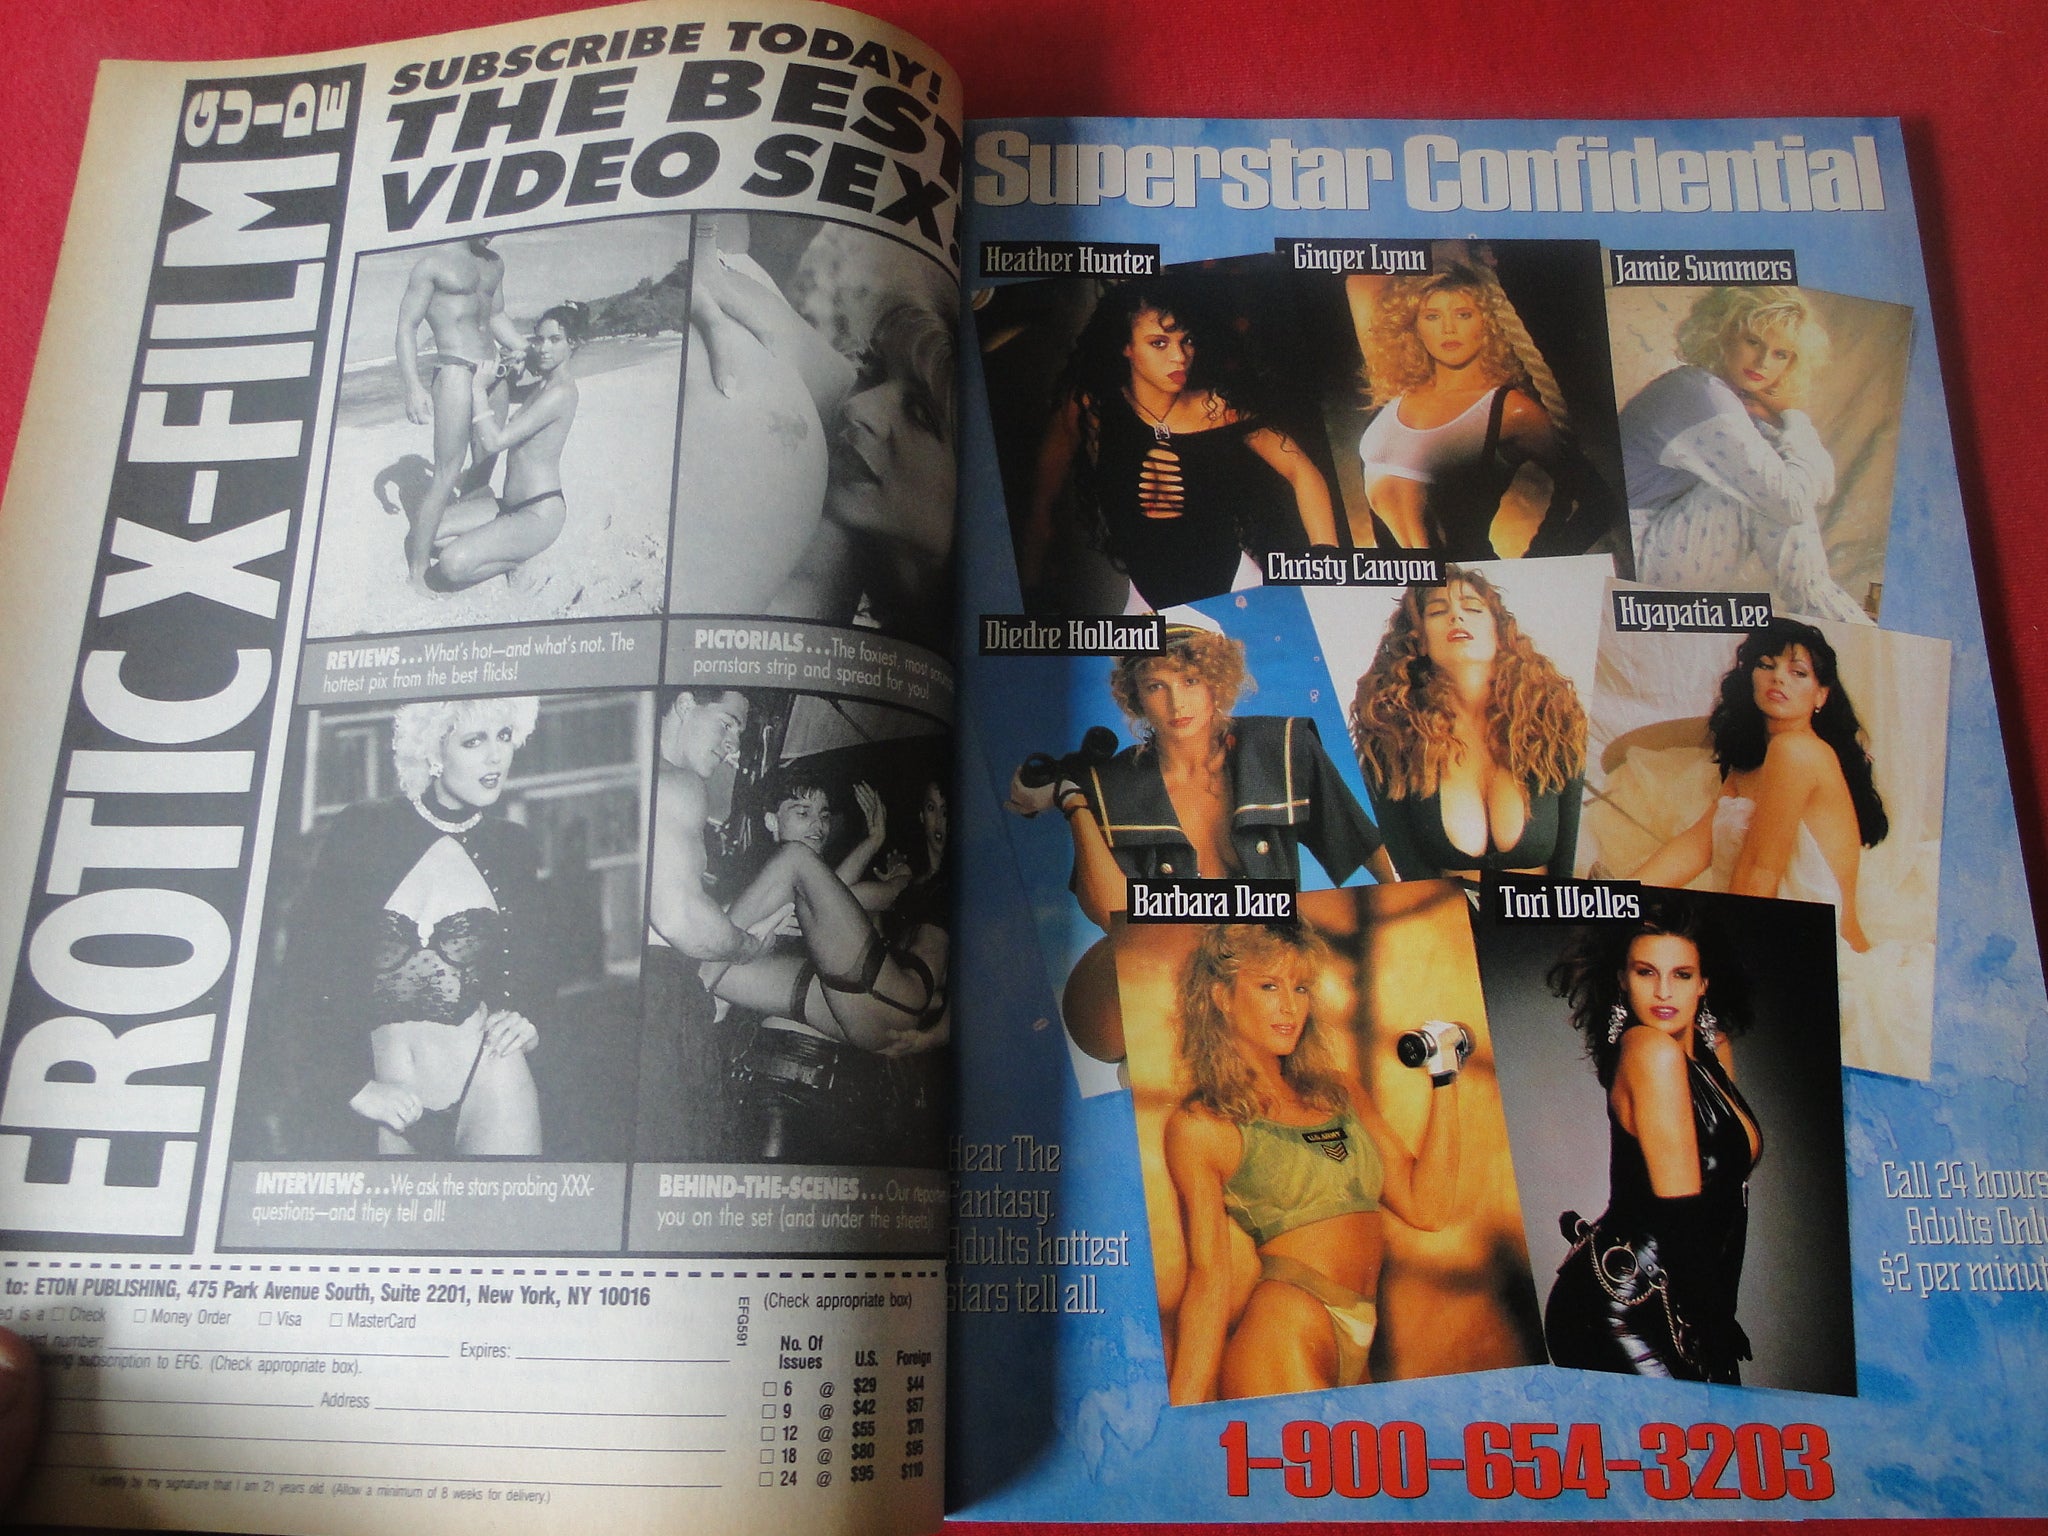 EROTIC X-FILM
GUIDE
SUBSCRIBE TODAY!
THE BEST
VIDEO SEX!
REVIEWS...What's hot—and what's not. The
hottest pix from the best flicks!
PICTORIALS...The foxiest, most
pornstars strip and spread for you!
INTERVIEWS...We ask the stars probing XXX-
questions—and they tell all!
BEHIND-THE-SCENES...Our
you on the set (and under the sheets)
to: ETON PUBLISHING, 475 Park Avenue South, Suite 2201, New York, NY 10016
is a □ Check □ Money Order □ Visa □ MasterCard
number: Expires:
subscription to EFG. (Check appropriate box).
Address
I certify by my signature that I am 21 years old. (Allow a minimum of 8 weeks for delivery.)
EFG591
(Check appropriate box)
No. Of
Issues U.S. Foreign
□ 6 @ $29 $44
□ 9 @ $42 $57
□ 12 @ $55 $70
□ 18 @ $80 $95
□ 24 @ $95 $110
Superstar Confidential
Heather Hunter
Ginger Lynn
Jamie Summers
Christy Canyon
Diedre Holland
Hyapatia Lee
Barbara Dare
Tori Welles
U.S. ARMY
Hear The
Fantasy.
Adults hottest
stars tell all.
Call 24 hours
Adults Only
$2 per minut
1-900-654-3203